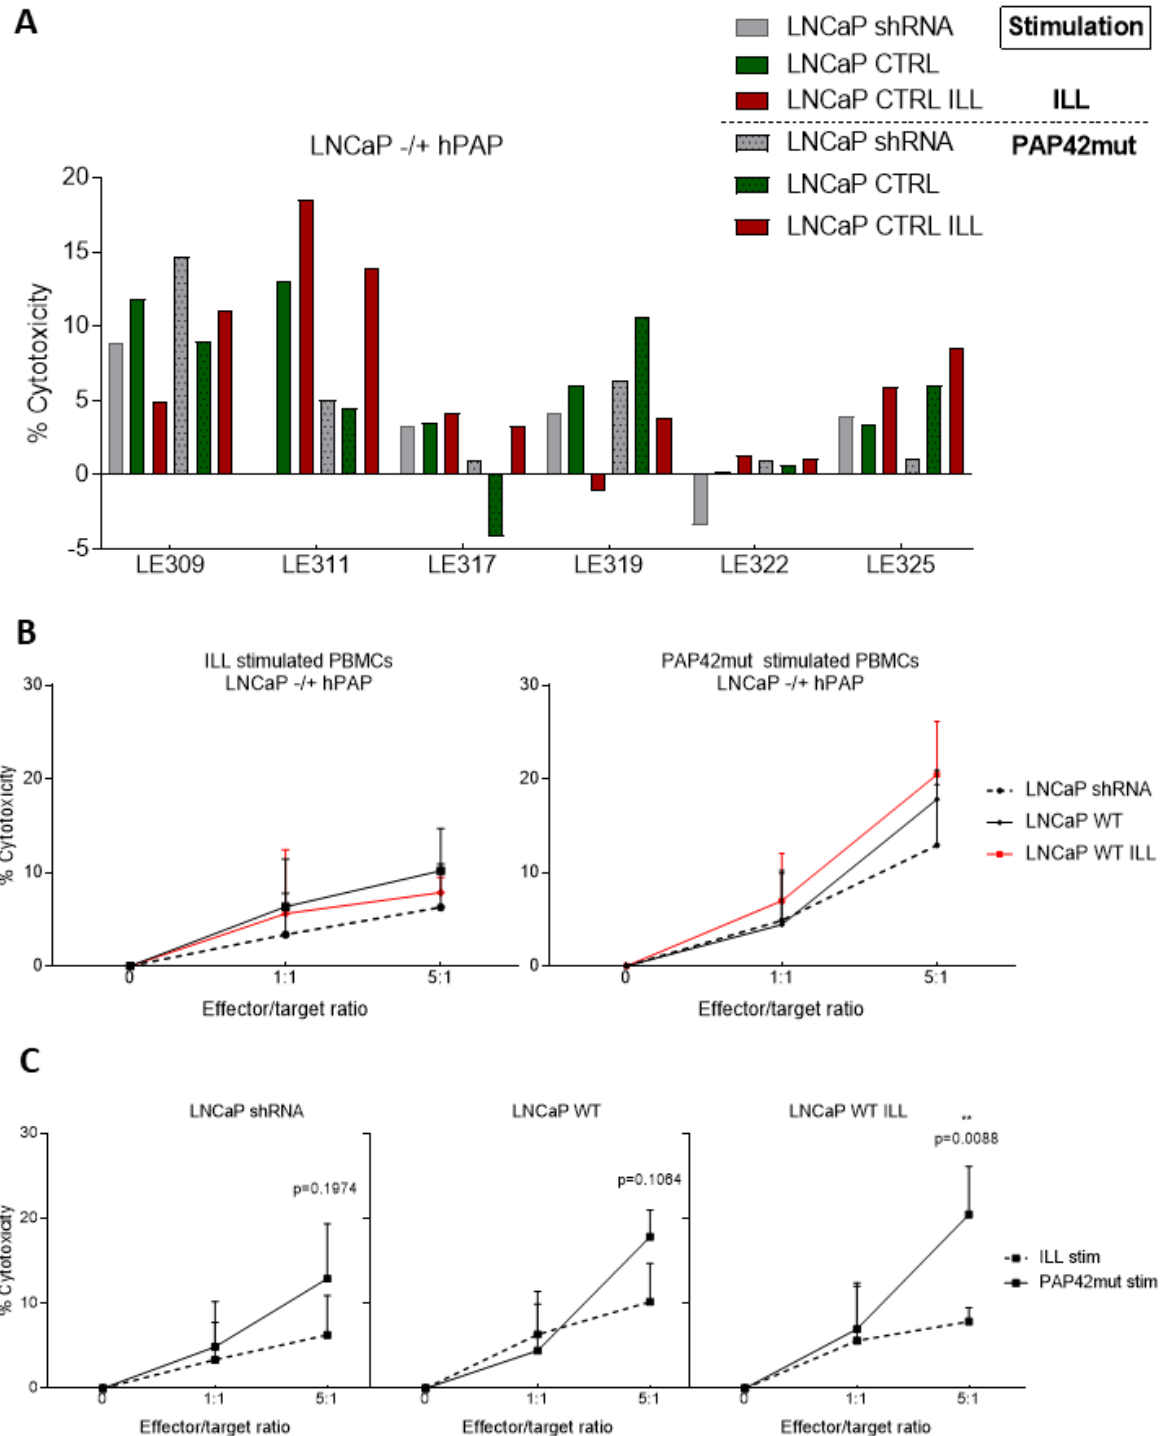 A
LNCaP shRNA
Stimulation
LNCaP CTRL
LNCaP CTRL ILL
ILL
LNCaP shRNA
PAP42mut
LNCaP CTRL
LNCaP CTRL ILL
LNCaP -/+ hPAP
% Cytotoxicity
20
15
10
5
0
-5
LE309 LE311 LE317 LE319 LE322 LE325
B
ILL stimulated PBMCs
LNCaP -/+ hPAP
% Cytotoxicity
30
20
10
0
0 1:1 5:1
Effector/target ratio
PAP42mut stimulated PBMCs
LNCaP -/+ hPAP
30
20
10
0
0 1:1 5:1
Effector/target ratio
LNCaP shRNA
LNCaP WT
LNCaP WT ILL
C
LNCaP shRNA
% Cytotoxicity
30
20
10
0
p=0.1974
0 1:1 5:1
Effector/target ratio
LNCaP WT
p=0.1064
0 1:1 5:1
Effector/target ratio
LNCaP WT ILL
**
p=0.0088
0 1:1 5:1
Effector/target ratio
ILL stim
PAP42mut stim